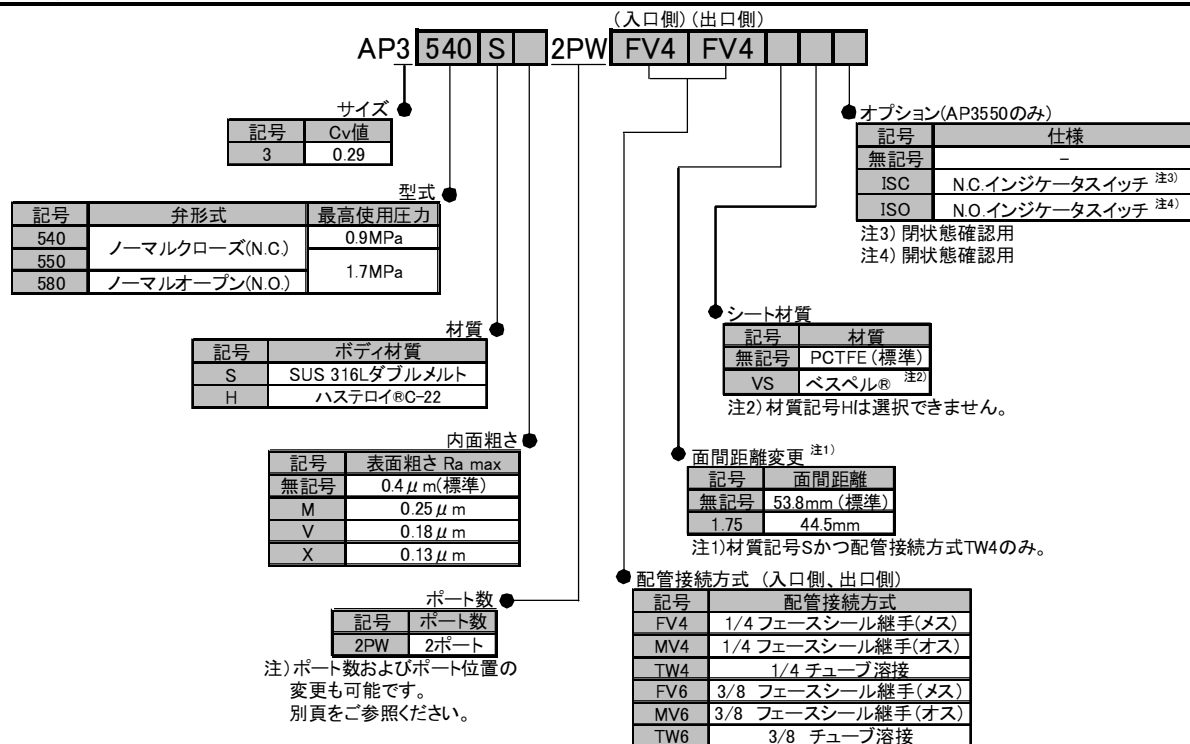 (入口側)(出口側)
AP3 540 S 2PW FV4 FV4
サイズ
記号 Cv値
3 0.29
型式
記号 弁形式 最高使用圧力
540 ノーマルクローズ(N.C.) 0.9MPa
550 1.7MPa
580 ノーマルオープン(N.O.)
材質
記号 ボディ材質
S SUS 316Lダブルメルト
H ハステロイ®C-22
内面粗さ
記号 表面粗さ Ra max
無記号 0.4μm(標準)
M 0.25μm
V 0.18μm
X 0.13μm
ポート数
記号 ポート数
2PW 2ポート
注)ポート数およびポート位置の
変更も可能です。
別頁をご参照ください。
オプション(AP3550のみ)
記号 仕様
無記号 −
ISC N.C.インジケータスイッチ 注3)
ISO N.O.インジケータスイッチ 注4)
注3) 閉状態確認用
注4) 開状態確認用
シート材質
記号 材質
無記号 PCTFE(標準)
VS ベスペル® 注2)
注2)材質記号Hは選択できません。
面間距離変更 注1)
記号 面間距離
無記号 53.8mm(標準)
1.75 44.5mm
注1)材質記号Sかつ配管接続方式TW4のみ。
配管接続方式 (入口側、出口側)
記号 配管接続方式
FV4 1/4 フェースシール継手(メス)
MV4 1/4 フェースシール継手(オス)
TW4 1/4 チューブ溶接
FV6 3/8 フェースシール継手(メス)
MV6 3/8 フェースシール継手(オス)
TW6 3/8 チューブ溶接